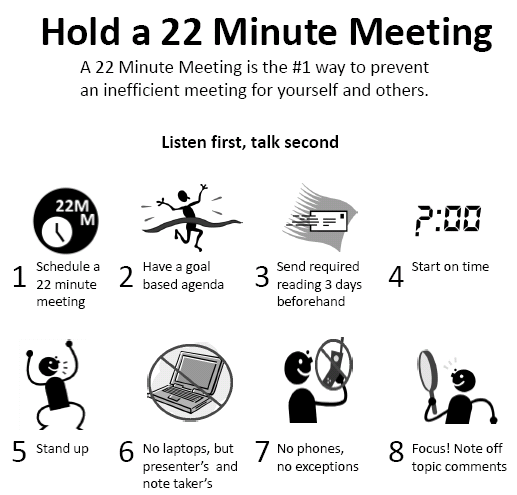 Hold a 22 Minute Meeting
A 22 Minute Meeting is the #1 way to prevent
an inefficient meeting for yourself and others.
Listen first, talk second
22M
M
1 Schedule a
22 minute
meeting
2 Have a goal
based agenda
3 Send required
reading 3 days
beforehand
?:00
4 Start on time
5 Stand up
6 No laptops, but
presenter's and
note taker's
7 No phones,
no exceptions
8 Focus! Note off
topic comments